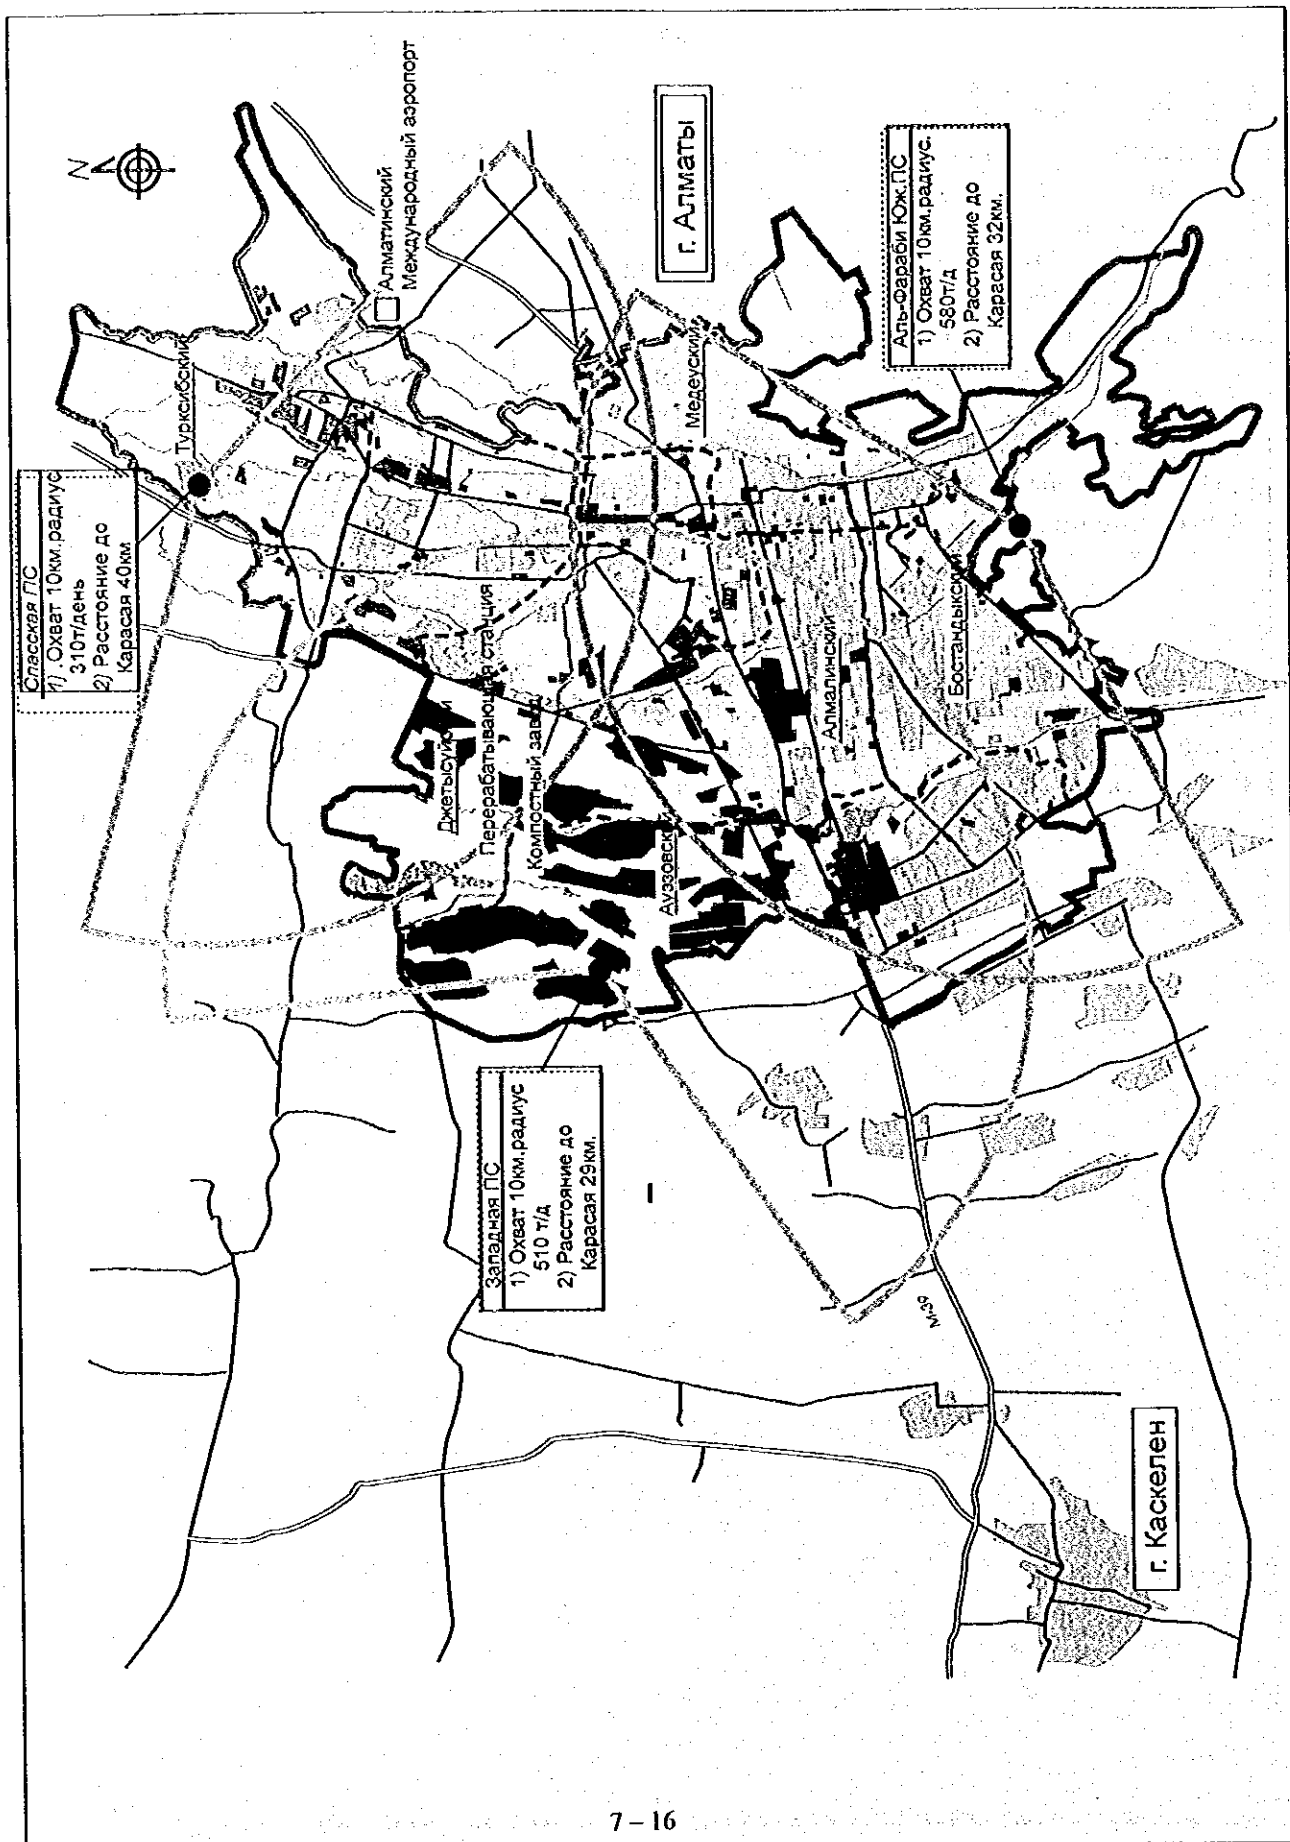 N
Алматинский
Международный аэропорт
г. Алматы
Спасская ПС
1) Охват 10км.радиус
310т/день
2) Расстояние до
Карасая 40км
Турксибский
Аль-Фараби Юж.ПС
1) Охват 10км.радиус.
580т/д
2) Расстояние до
Карасая 32км.
Медеуский
Джетысуйский
Перерабатывающая станция
Компостный завод
Ауэзовский
Алмалинский
Бостандыкский
Западная ПС
1) Охват 10км.радиус
510 т/д
2) Расстояние до
Карасая 29км.
М-39
г. Каскелен
7 – 16